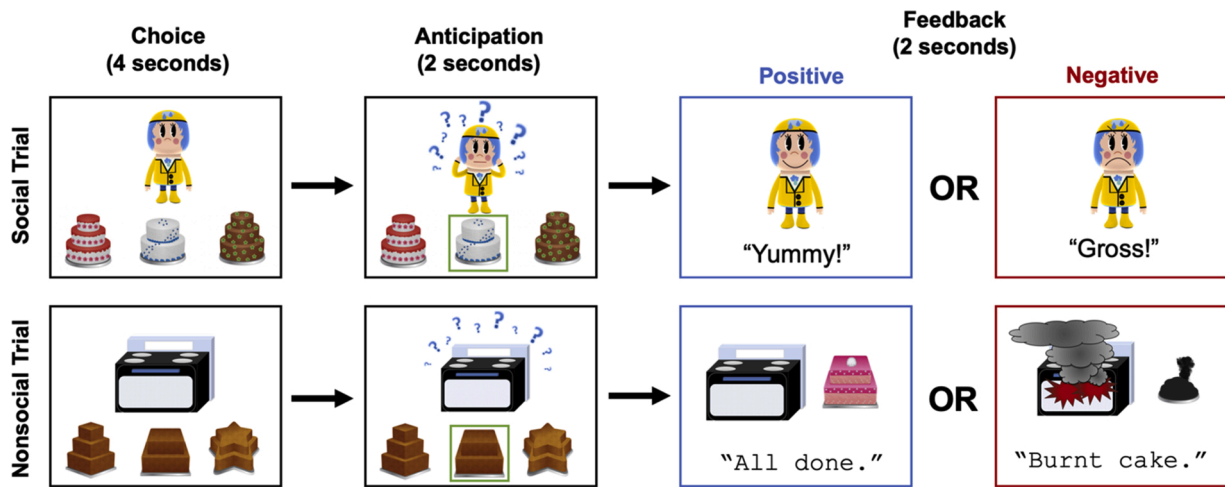 Choice
(4 seconds)
Anticipation
(2 seconds)
Feedback
(2 seconds)
Positive
Negative
Social Trial
? ? ? ? ? ? ? ? ?
OR
“Yummy!”
“Gross!”
Nonsocial Trial
? ? ? ? ? ? ? ? ?
OR
“All done.”
“Burnt cake.”